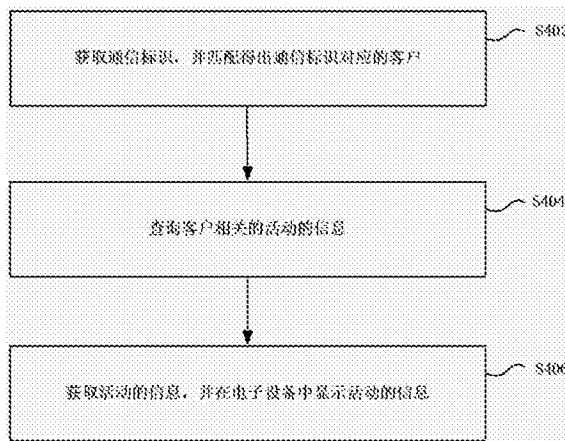 S402
获取通信标识，并匹配得出通信标识对应的客户
S404
查询客户相关的活动的信息
S406
获取活动的信息，并在电子设备中显示活动的信息